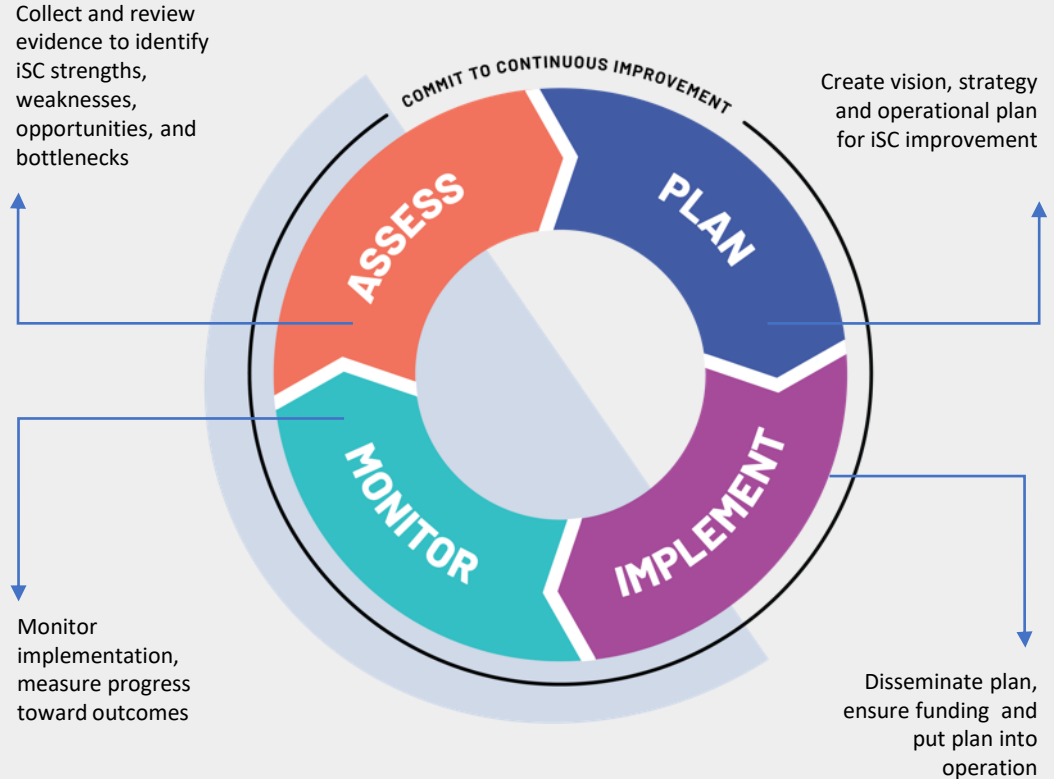 Collect and review
evidence to identify
iSC strengths,
weaknesses,
opportunities, and
bottlenecks
COMMIT TO CONTINUOUS IMPROVEMENT
Create vision, strategy
and operational plan
for iSC improvement
ASSESS
PLAN
MONITOR
IMPLEMENT
Monitor
implementation,
measure progress
toward outcomes
Disseminate plan,
ensure funding and
put plan into
operation